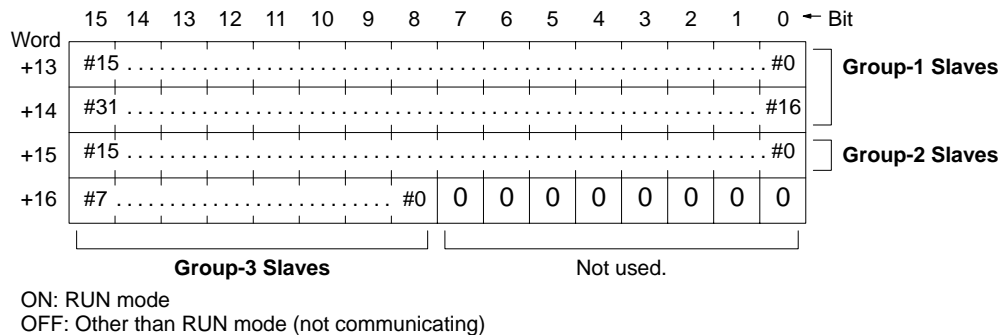 15 14 13 12 11 10 9 8 7 6 5 4 3 2 1 0 ← Bit
Word
+13 #15 . . . . . . . . . . . . . . . . . . . . . . . . . . . . . . #0 Group-1 Slaves
+14 #31 . . . . . . . . . . . . . . . . . . . . . . . . . . . . . . #16
+15 #15 . . . . . . . . . . . . . . . . . . . . . . . . . . . . . . #0 Group-2 Slaves
+16 #7 . . . . . . . . . . . . . . . #0 0 0 0 0 0 0 0 0
Group-3 Slaves Not used.
ON: RUN mode
OFF: Other than RUN mode (not communicating)